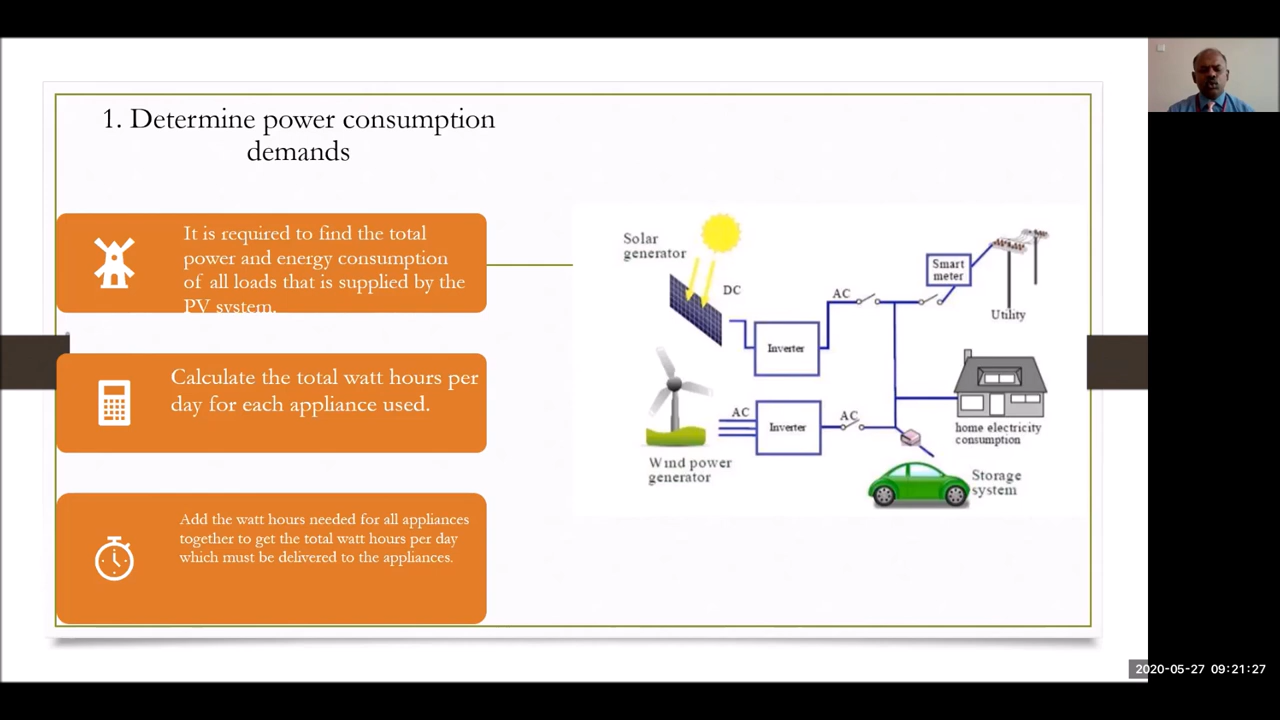 1. Determine power consumption
demands
It is required to find the total
power and energy consumption
of all loads that is supplied by the
PV system.
Calculate the total watt hours per
day for each appliance used.
Add the watt hours needed for all appliances
together to get the total watt hours per day
which must be delivered to the appliances.
Solar
generator
DC
Inverter
AC
Smart
meter
Utility
Wind power
generator
AC
Inverter
AC
home electricity
consumption
Storage
system
2020-05-27 09:21:27